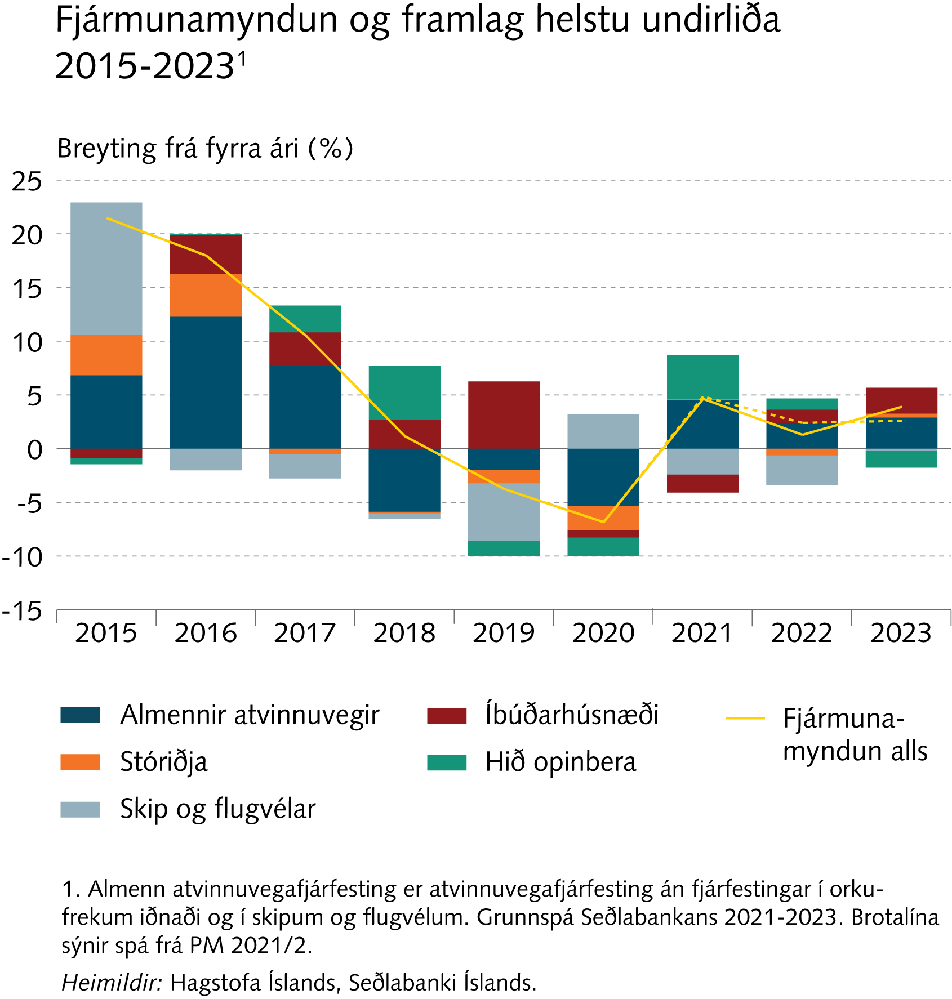 Fjármunamyndun og framlag helstu undirliða
2015-2023¹
Breyting frá fyrra ári (%)
25
20
15
10
5
0
-5
-10
-15
2015 2016 2017 2018 2019 2020 2021 2022 2023
Almennir atvinnuvegir
Stóriðja
Skip og flugvélar
Íbúðarhúsnæði
Hið opinbera
Fjármuna-
myndun alls
1. Almenn atvinnuvegafjárfesting er atvinnuvegafjárfesting án fjárfestingar í orku-
frekum iðnaði og í skipum og flugvélum. Grunnspá Seðlabankans 2021-2023. Brotalína
sýnir spá frá PM 2021/2.
Heimildir: Hagstofa Íslands, Seðlabanki Íslands.